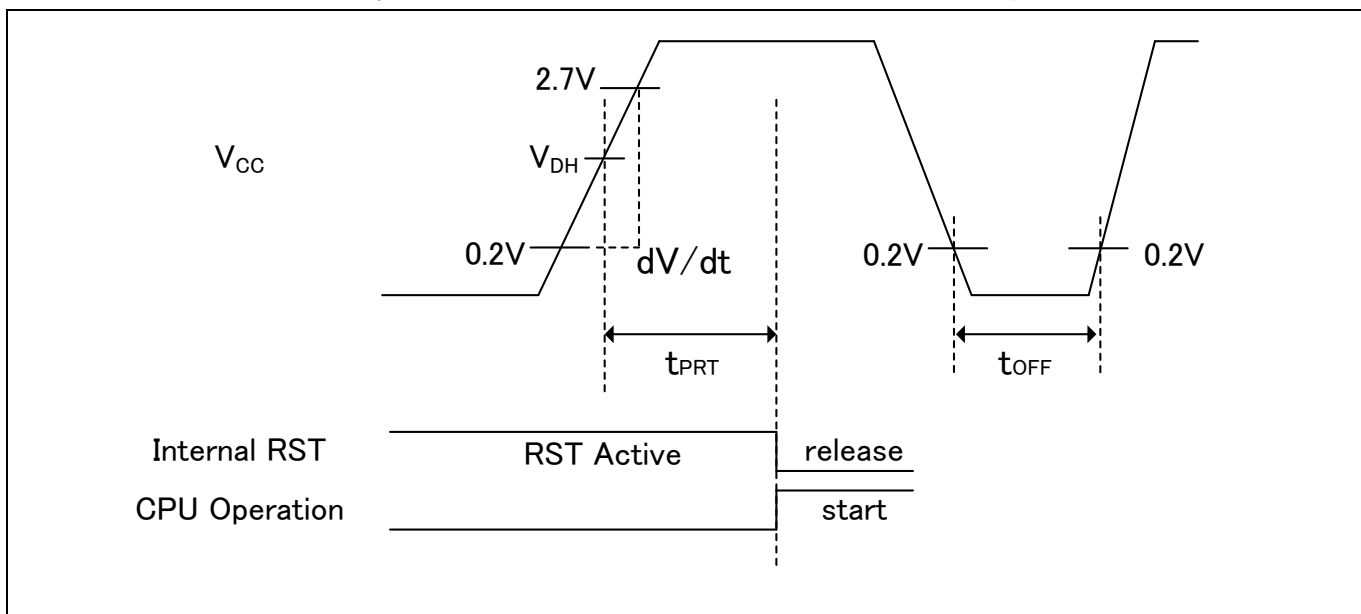 2.7V
VCC
VDH
0.2V
dV/dt
0.2V
0.2V
tPRT
tOFF
Internal RST
RST Active
release
CPU Operation
start